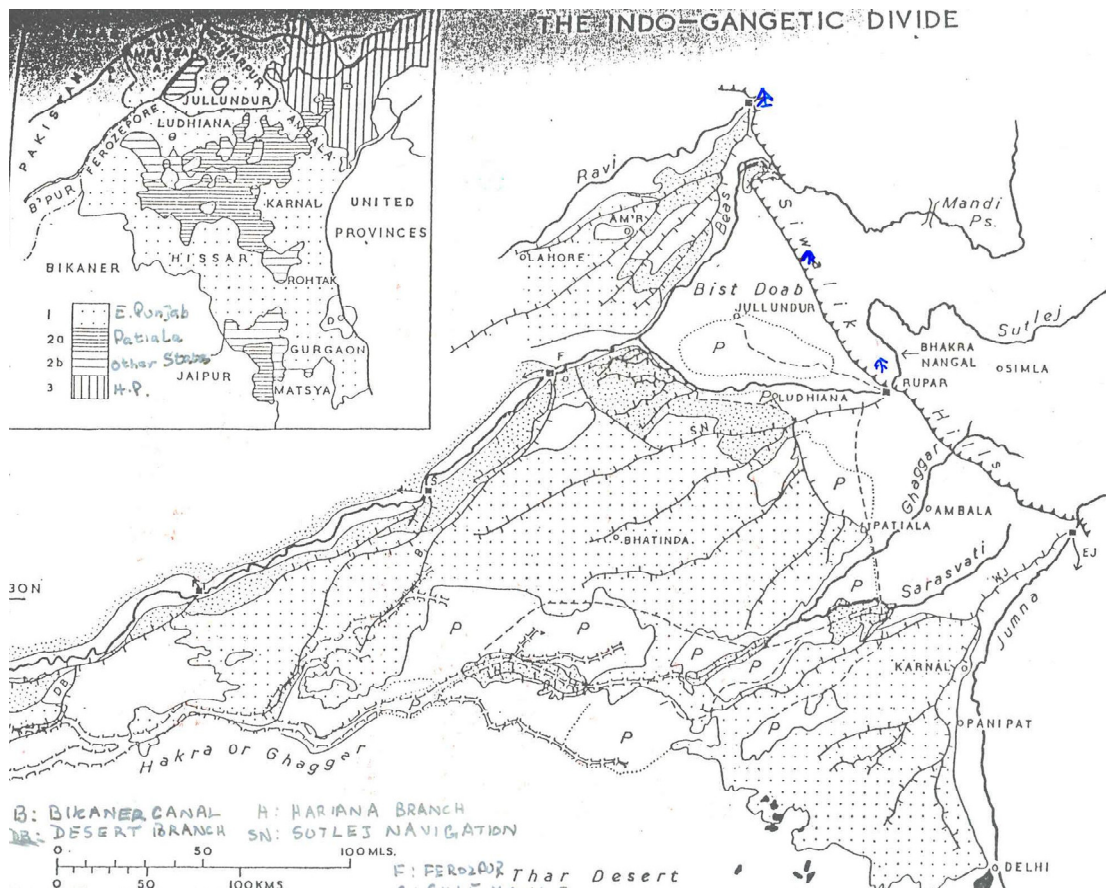 THE INDO-GANGETIC DIVIDE
PAKISTAN
AMRITSAR
JULLUNDUR
FEROZEPORE
LUDHIANA
AMBALA
B'PUR
KARNAL
UNITED
PROVINCES
HISSAR
BIKANER
ROHTAK
D
GURGAON
JAIPUR
MATSYA
1 E. Punjab
2a Patiala
2b other States
3 H.P.
Ravi
Beas
Mandi
Ps.
AM'R
LAHORE
Siwalik Hills
Bist Doab
JULLUNDUR
Sutlej
P
BHAKRA
NANGAL
SIMLA
F
RUPAR
P
LUDHIANA
SN
S
P
Ghaggar
AMBALA
PATIALA
BHATINDA
EJ
B
Sarasvati
WJ
Jumna
P
P
P
P
P
KARNAL
H
DB
P
P
P
PANIPAT
Hakra or Ghaggar
B: BIKANER CANAL H: HARIANA BRANCH
DB: DESERT BRANCH SN: SUTLEJ NAVIGATION
0 50 100 MLS.
F: FEROZPUR
Thar Desert
DELHI
0 50 100 KMS